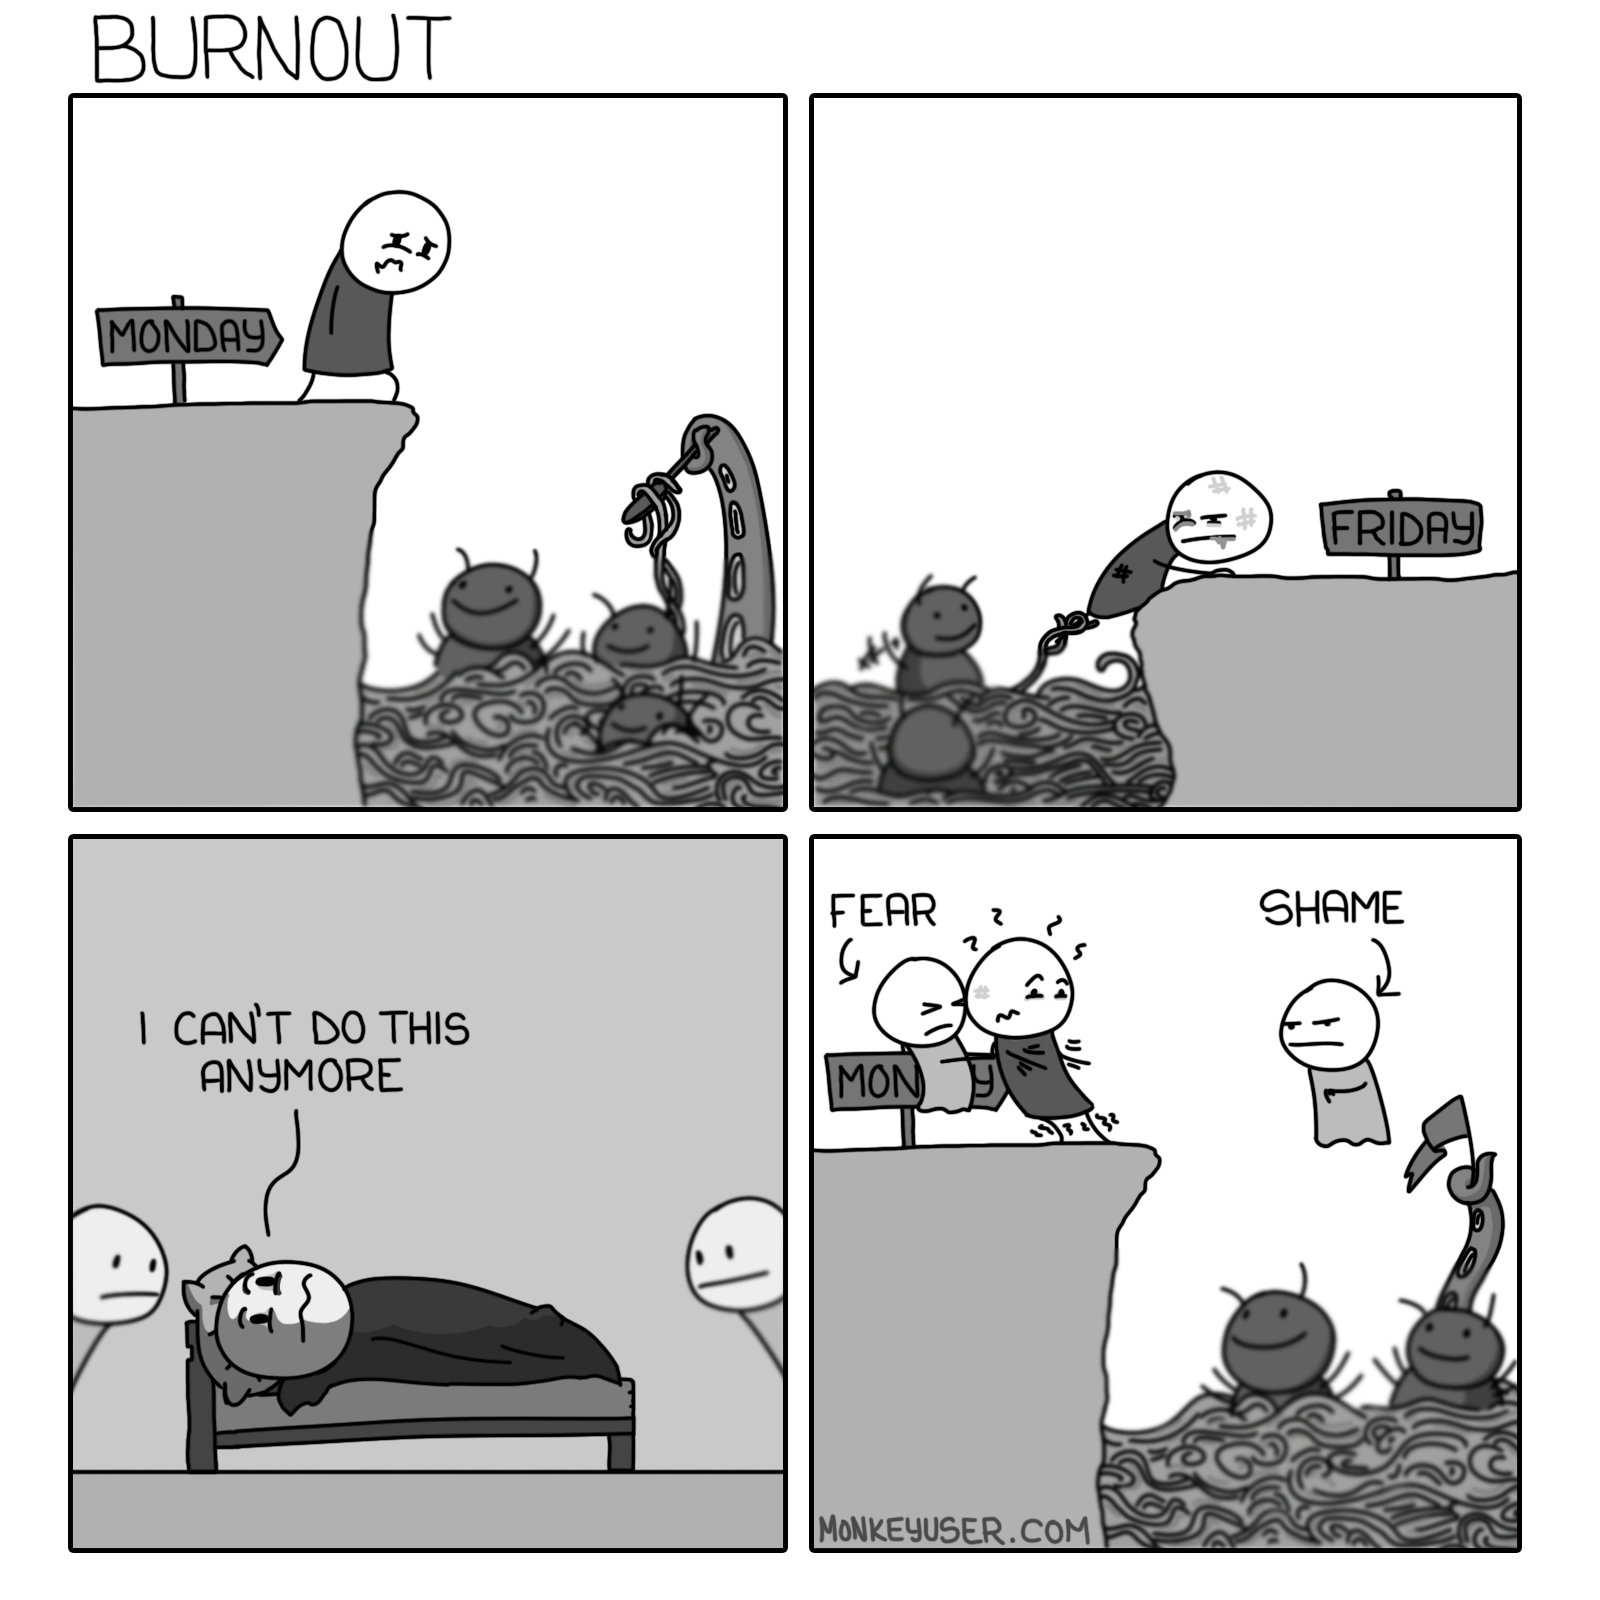 BURNOUT
MONDAY
FRIDAY
I CAN'T DO THIS
ANYMORE
FEAR
SHAME
MON Y
MONKEYUSER.COM